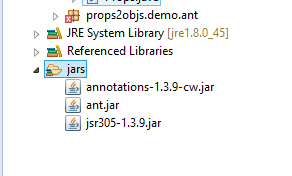 props2objs.demo.ant
JRE System Library [jre1.8.0_45]
Referenced Libraries
jars
annotations-1.3.9-cw.jar
ant.jar
jsr305-1.3.9.jar